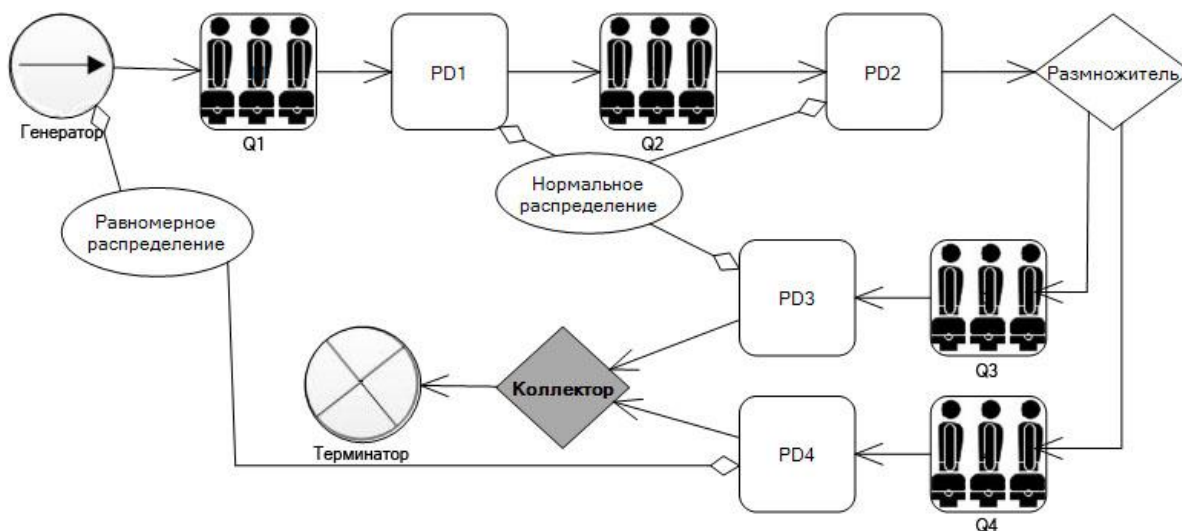 Генератор
Q1
PD1
Q2
PD2
Размножитель
Равномерное
распределение
Нормальное
распределение
PD3
Q3
Коллектор
Терминатор
PD4
Q4